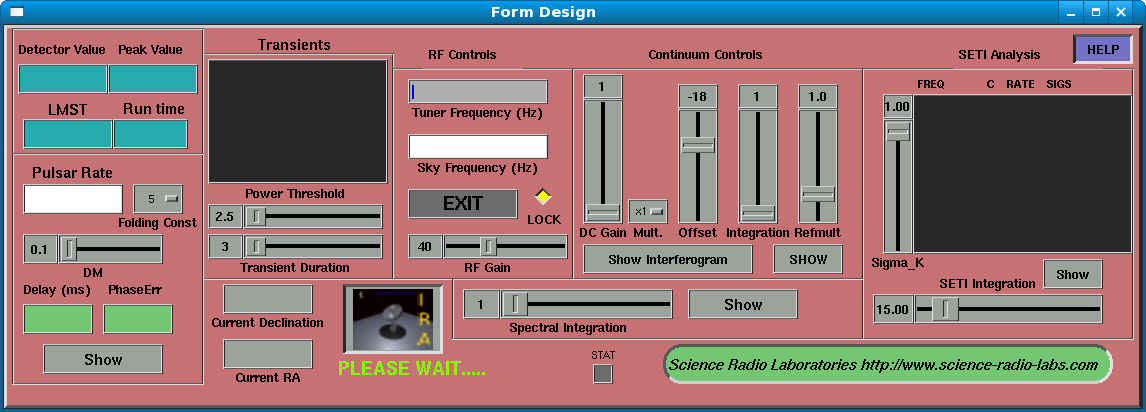 Form Design
Detector Value Peak Value
LMST Run time
Pulsar Rate
5
Folding Const
0.1
DM
Delay (ms) PhaseErr
Show
Transients
Power Threshold
2.5
3
Transient Duration
Current Declination
Current RA
RF Controls
Tuner Frequency (Hz)
Sky Frequency (Hz)
EXIT
LOCK
40
RF Gain
I
R
A
PLEASE WAIT.....
Continuum Controls
1 -18 1 1.0
x1
DC Gain Mult. Offset Integration Refmult
Show Interferogram SHOW
1 Show
Spectral Integration
STAT
SETI Analysis HELP
FREQ C RATE SIGS
1.00
Sigma_K
Show
SETI Integration
15.00
Science Radio Laboratories http://www.science-radio-labs.com